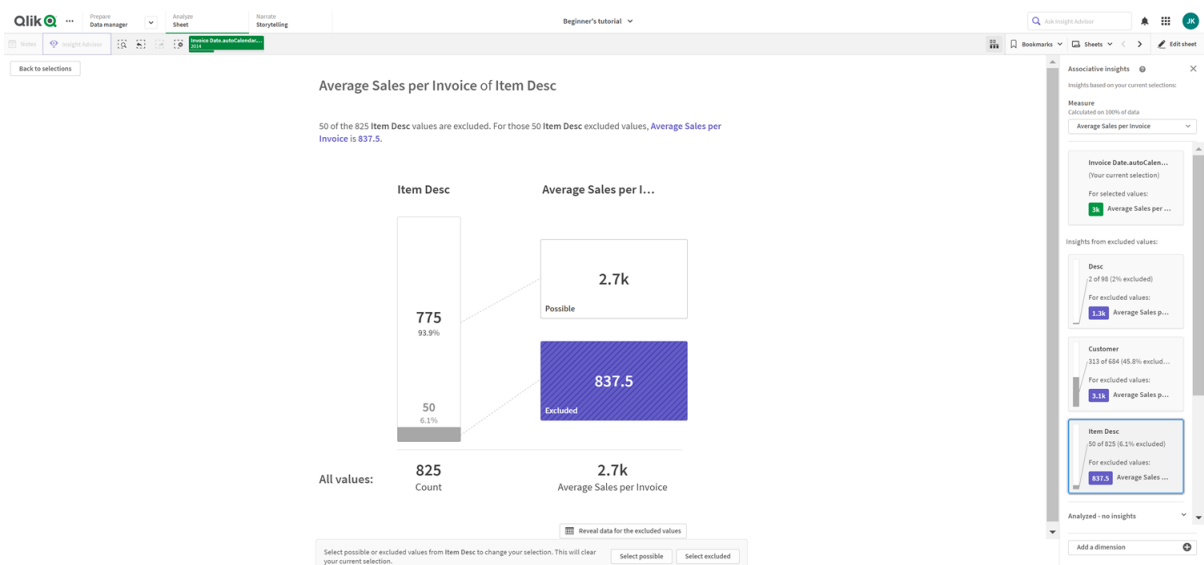 Qlik
Prepare
Data manager
Analyze
Sheet
Narrate
Storytelling
Beginner's tutorial
Ask Insight Advisor
JK
Notes
Insight Advisor
Invoice Date.autoCalendar...
2014
Bookmarks
Sheets
Edit sheet
Back to selections
Average Sales per Invoice of Item Desc
50 of the 825 Item Desc values are excluded. For those 50 Item Desc excluded values, Average Sales per
Invoice is 837.5.
Item Desc
Average Sales per I...
775
93.9%
50
6.1%
2.7k
Possible
837.5
Excluded
All values:
825
Count
2.7k
Average Sales per Invoice
Reveal data for the excluded values
Select possible or excluded values from Item Desc to change your selection. This will clear
your current selection.
Select possible
Select excluded
Associative insights
Insights based on your current selections:
Measure
Calculated on 100% of data
Average Sales per Invoice
Invoice Date.autoCalen...
(Your current selection)
For selected values:
3k Average Sales per ...
Insights from excluded values:
Desc
2 of 98 (2% excluded)
For excluded values:
1.3k Average Sales p...
Customer
313 of 684 (45.8% exclud...
For excluded values:
3.1k Average Sales p...
Item Desc
50 of 825 (6.1% excluded)
For excluded values:
837.5 Average Sales ...
Analyzed - no insights
Add a dimension